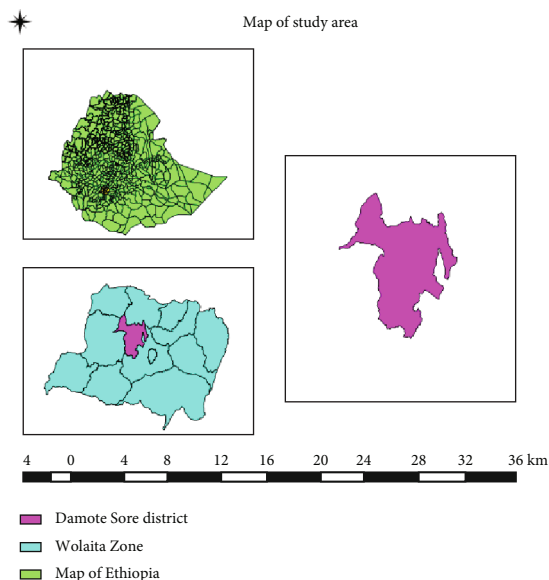 Map of study area
4 0 4 8 12 16 20 24 28 32 36 km
Damote Sore district
Wolaita Zone
Map of Ethiopia